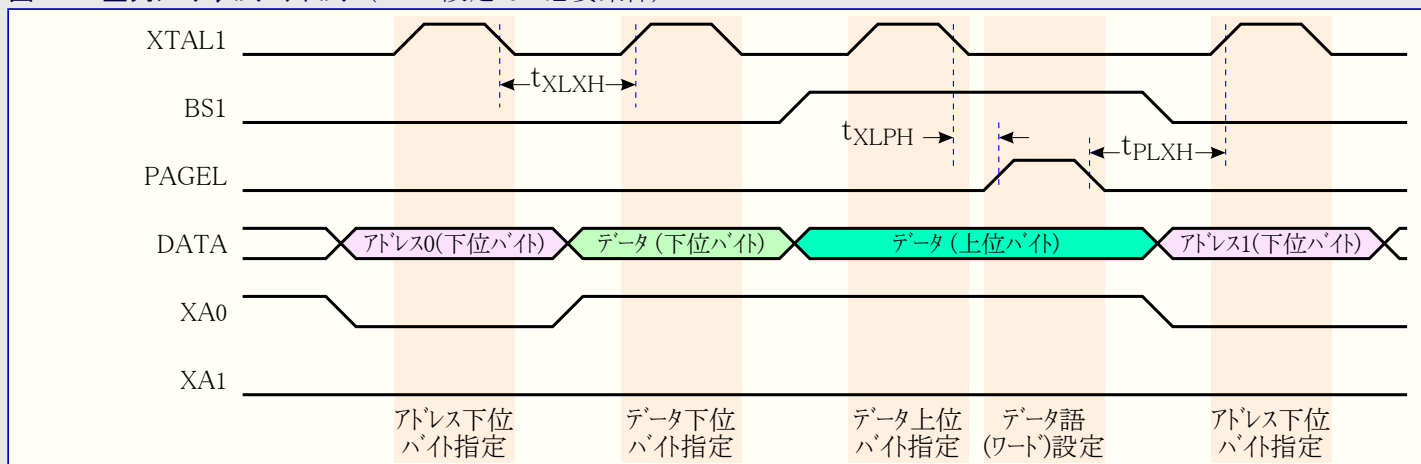 XTAL1
tXLXH
BS1
tXLPH
tPLXH
PAGEL
DATA
アドレス0(下位バイト)
データ (下位バイト)
データ (上位バイト)
アドレス1(下位バイト)
XA0
XA1
アドレス下位
バイト指定
データ下位
バイト指定
データ上位
バイト指定
データ語
(ワード)設定
アドレス下位
バイト指定